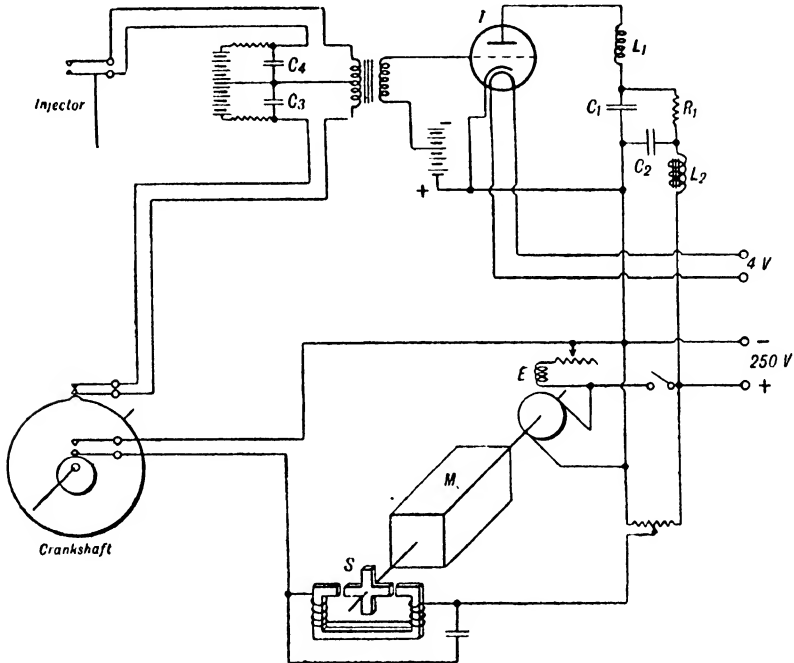 T
L1
C4
C3
Injector
C1
R1
C2
L2
−
+
4 V
−
250 V
+
E
M
S
Crankshaft